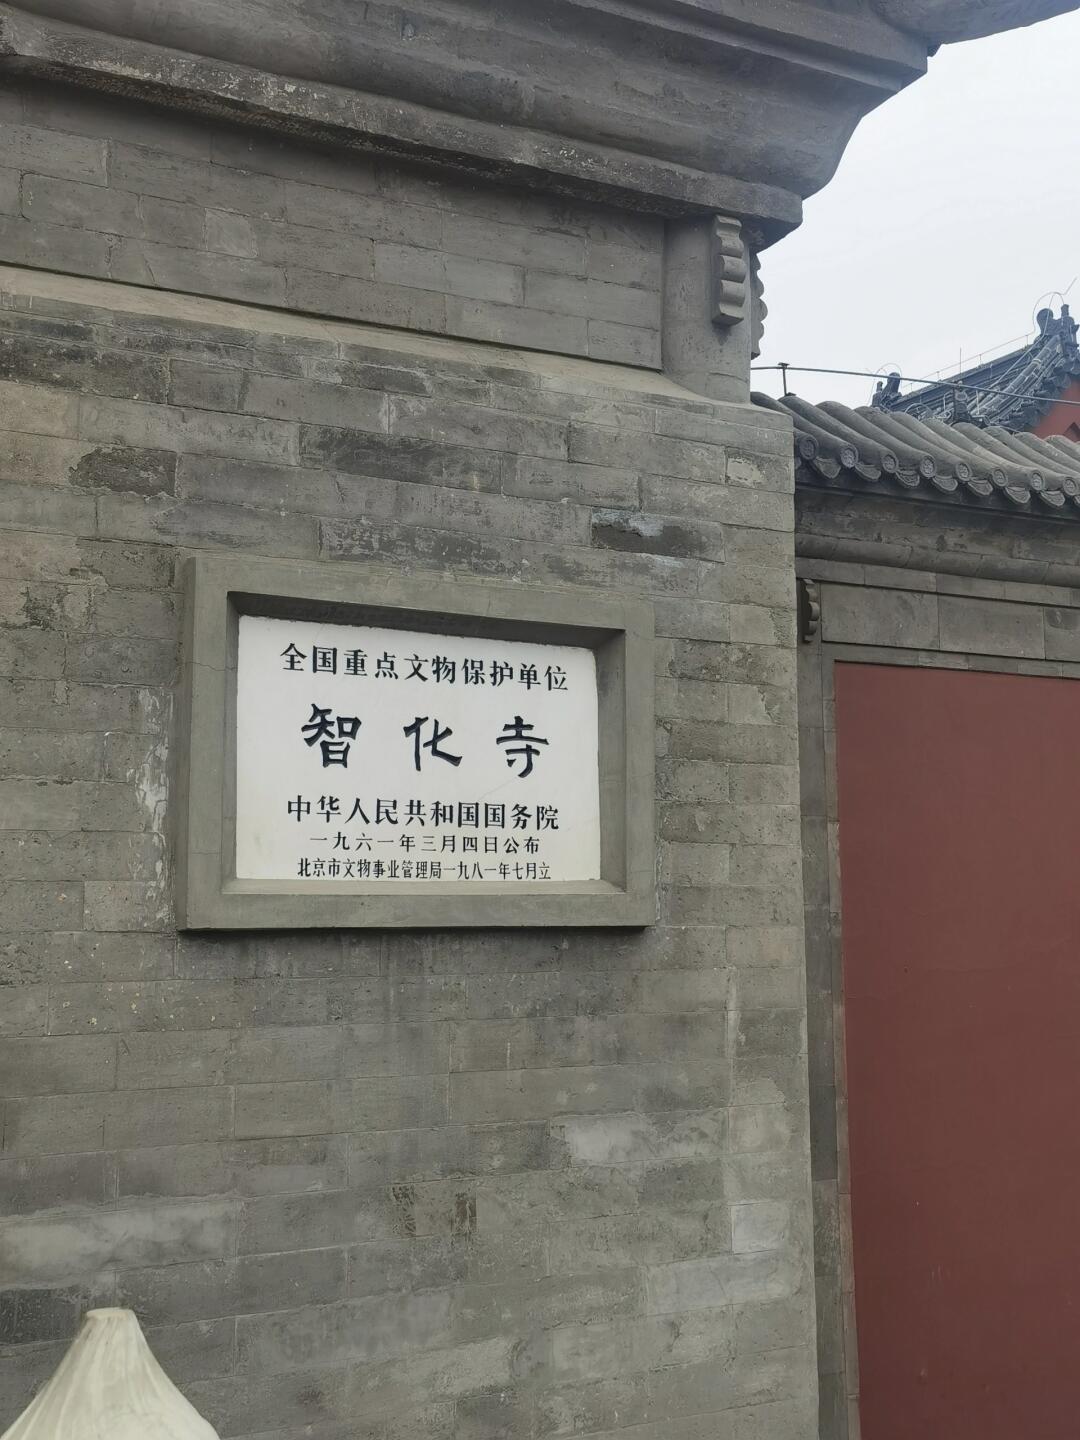 全国重点文物保护单位
智化寺
中华人民共和国国务院
一九六一年三月四日公布
北京市文物事业管理局一九八一年七月立